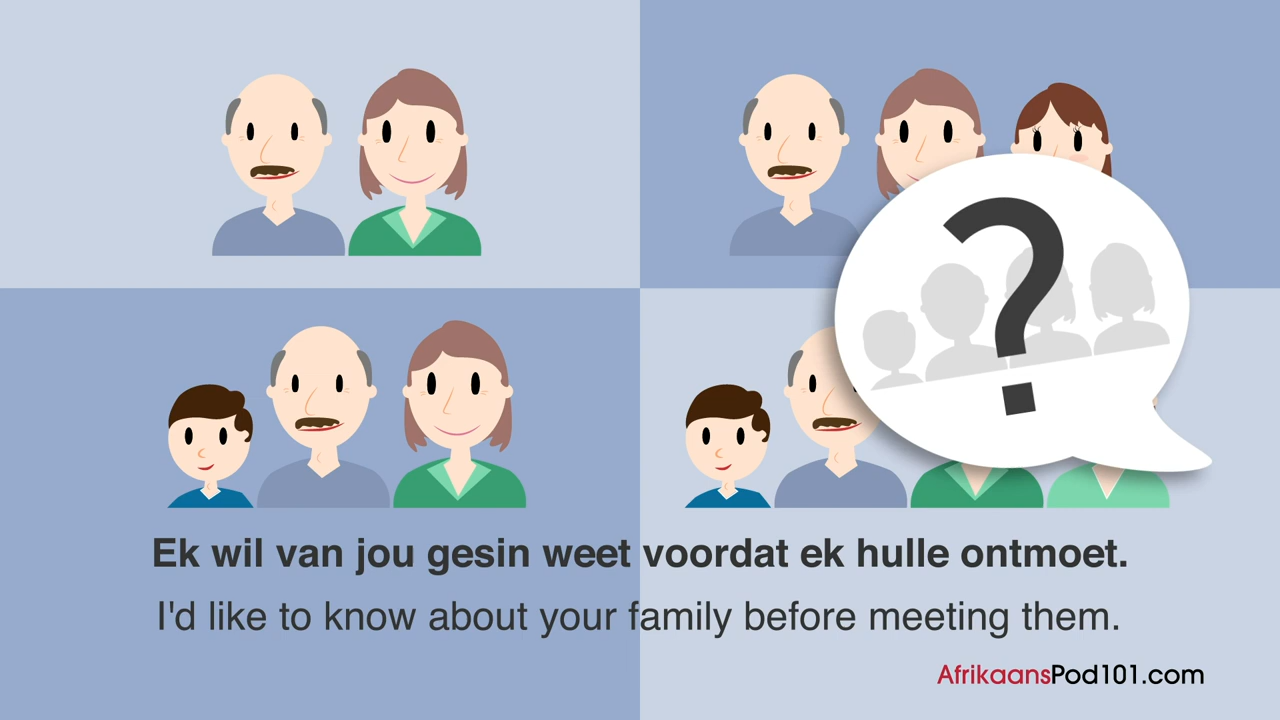 ?
Ek wil van jou gesin weet voordat ek hulle ontmoet.
I'd like to know about your family before meeting them.
AfrikaansPod101.com